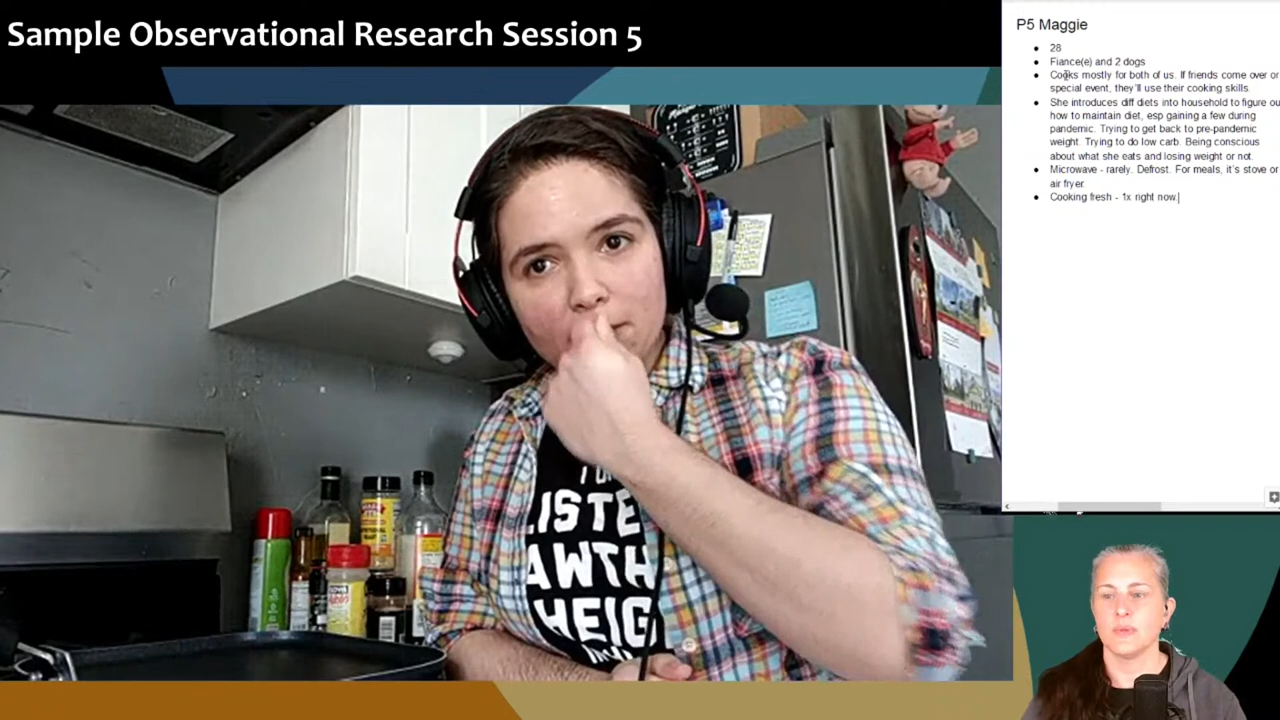 Sample Observational Research Session 5
P5 Maggie
28
Fiance(e) and 2 dogs
Cooks mostly for both of us. If friends come over or
special event, they'll use their cooking skills.
She introduces diff diets into household to figure ou
how to maintain diet, esp gaining a few during
pandemic. Trying to get back to pre-pandemic
weight. Trying to do low carb. Being conscious
about what she eats and losing weight or not.
Microwave - rarely. Defrost. For meals, it's stove or
air fryer.
Cooking fresh - 1x right now.
LISTE
AWTH
HEIG